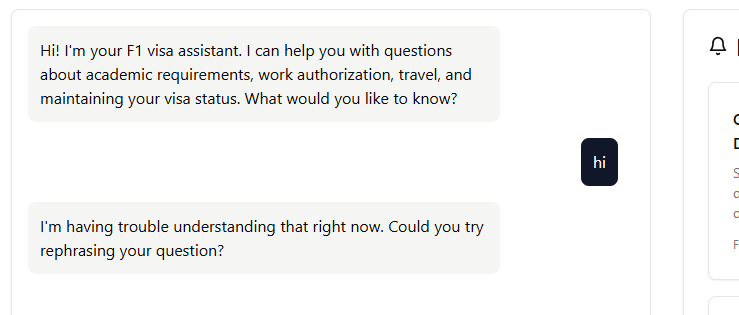 Hi! I'm your F1 visa assistant. I can help you with questions
about academic requirements, work authorization, travel, and
maintaining your visa status. What would you like to know?
hi
I'm having trouble understanding that right now. Could you try
rephrasing your question?